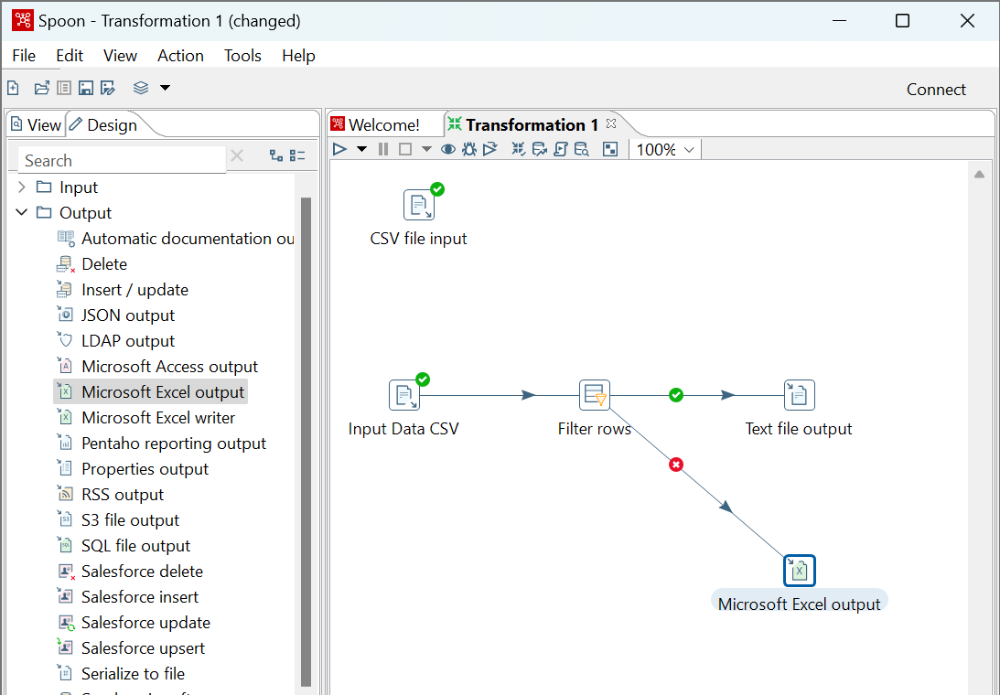 Spoon - Transformation 1 (changed)
File Edit View Action Tools Help
Connect
View Design
Welcome! Transformation 1
100%
Search
Input
Output
Automatic documentation ou
Delete
Insert / update
JSON output
LDAP output
Microsoft Access output
Microsoft Excel output
Microsoft Excel writer
Pentaho reporting output
Properties output
RSS output
S3 file output
SQL file output
Salesforce delete
Salesforce insert
Salesforce update
Salesforce upsert
Serialize to file
CSV file input
Input Data CSV
Filter rows
Text file output
Microsoft Excel output